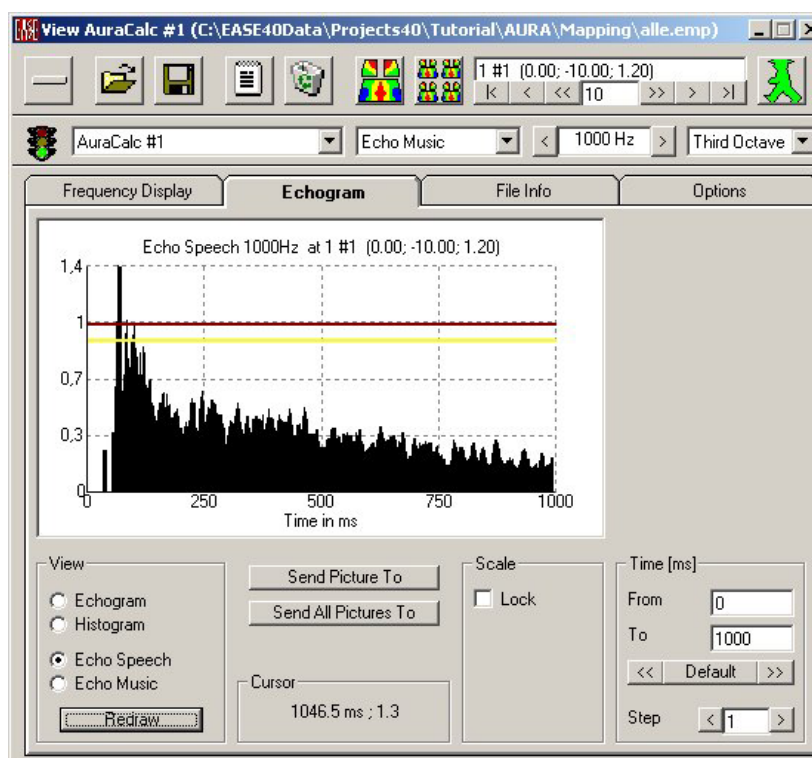 View AuraCalc #1 (C:\EASE40Data\Projects40\Tutorial\AURA\Mapping\alle.emp)
1 #1 (0.00; -10.00; 1.20)
|< < << 10 >> > >|
AuraCalc #1 Echo Music < 1000 Hz > Third Octave
Frequency Display Echogram File Info Options
Echo Speech 1000Hz at 1 #1 (0.00; -10.00; 1.20)
1,4
1
0,7
0,3
0
0 250 500 750 1000
Time in ms
View
Echogram
Histogram
Echo Speech
Echo Music
Redraw
Send Picture To
Send All Pictures To
Cursor
1046.5 ms ; 1.3
Scale
Lock
Time [ms]
From 0
To 1000
<< Default >>
Step < 1 >